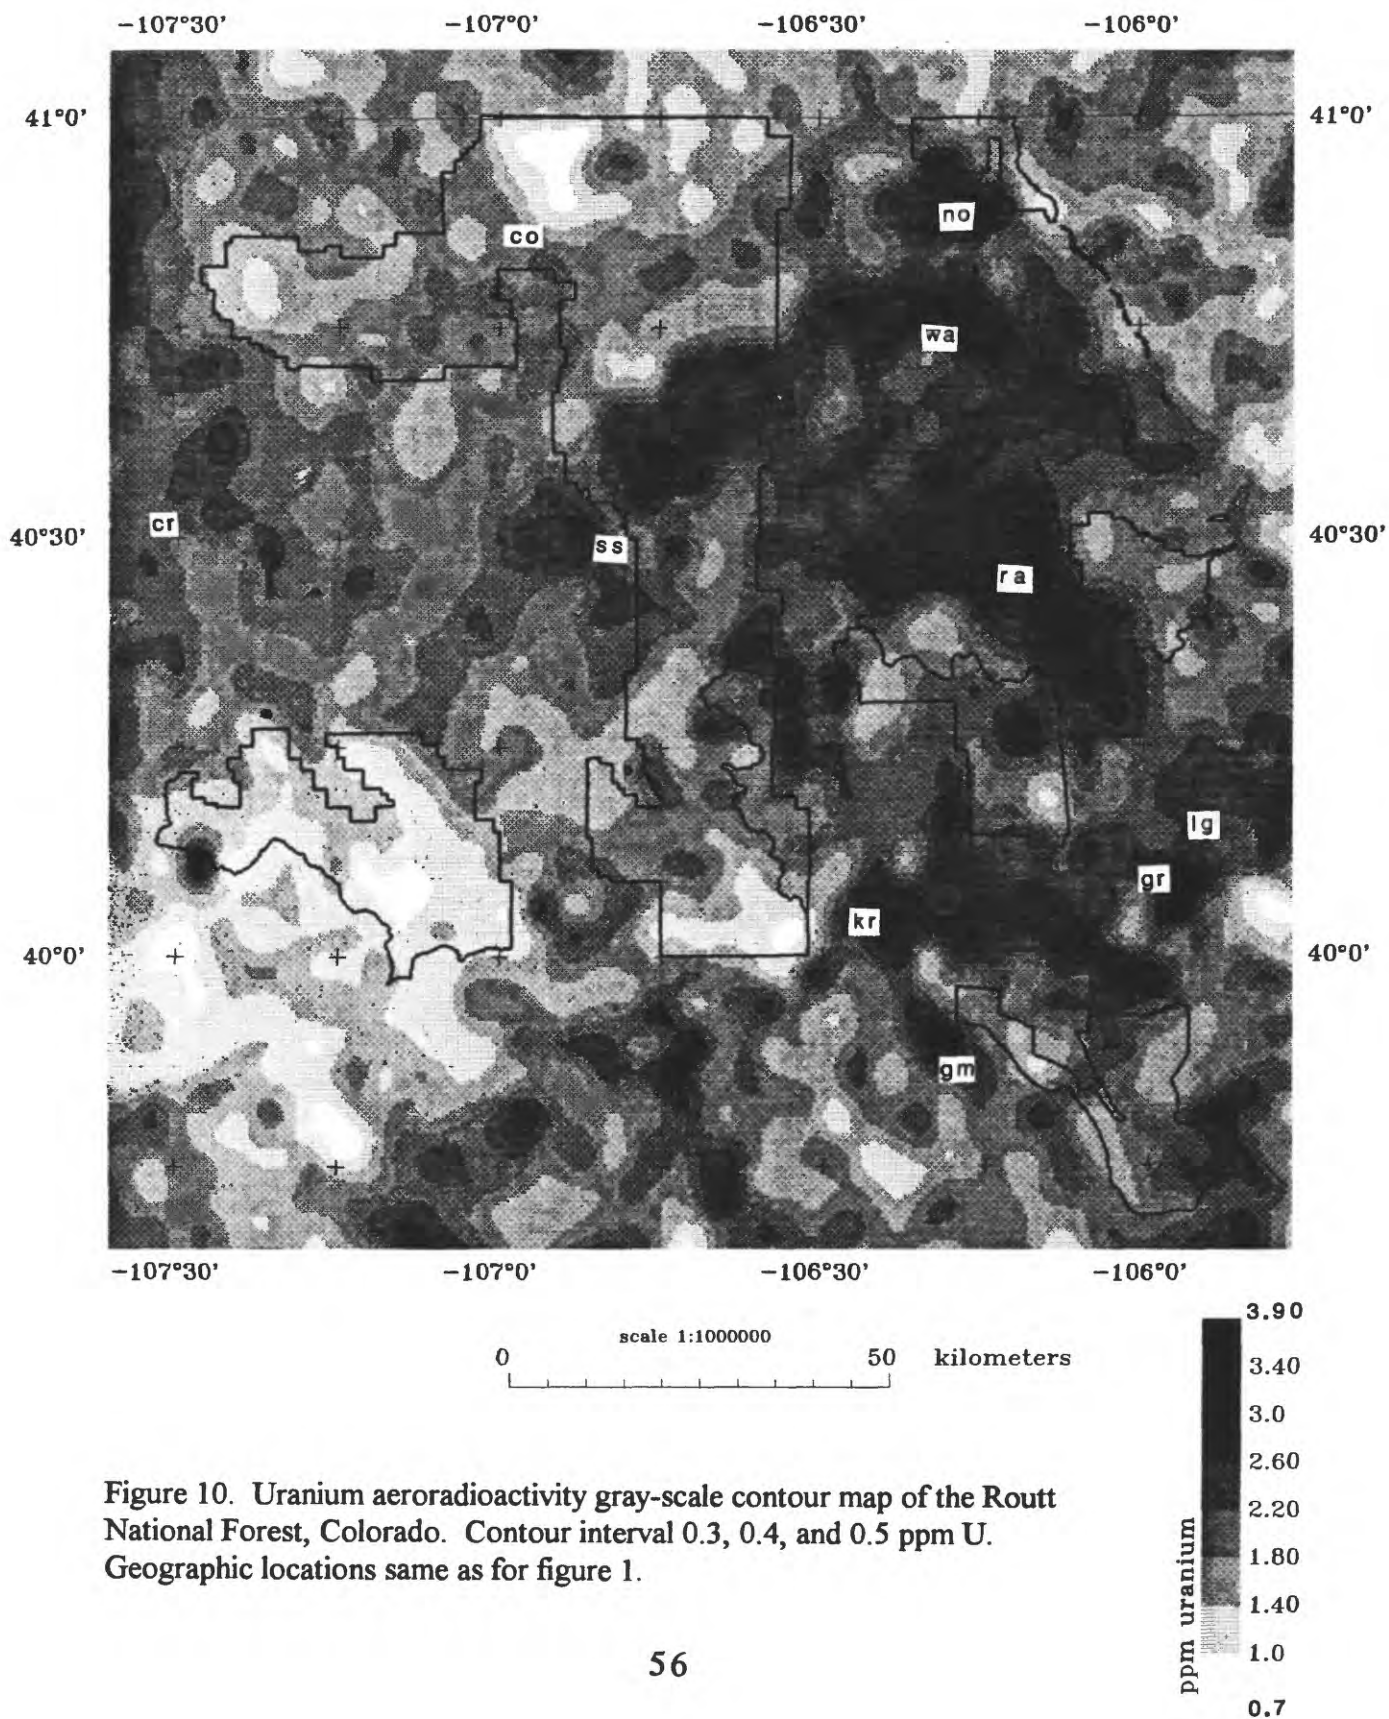 -107°30' -107°0' -106°30' -106°0'
41°0' 41°0'
no
co
wa
40°30' cr ss 40°30'
ra
lg
gr
kr
40°0' 40°0'
gm
-107°30' -107°0' -106°30' -106°0'
3.90
scale 1:1000000
0 50 kilometers
3.40
3.0
2.60
2.20
1.80
1.40
1.0
0.7
ppm uranium
Figure 10. Uranium aeroradioactivity gray-scale contour map of the Routt
National Forest, Colorado. Contour interval 0.3, 0.4, and 0.5 ppm U.
Geographic locations same as for figure 1.
56